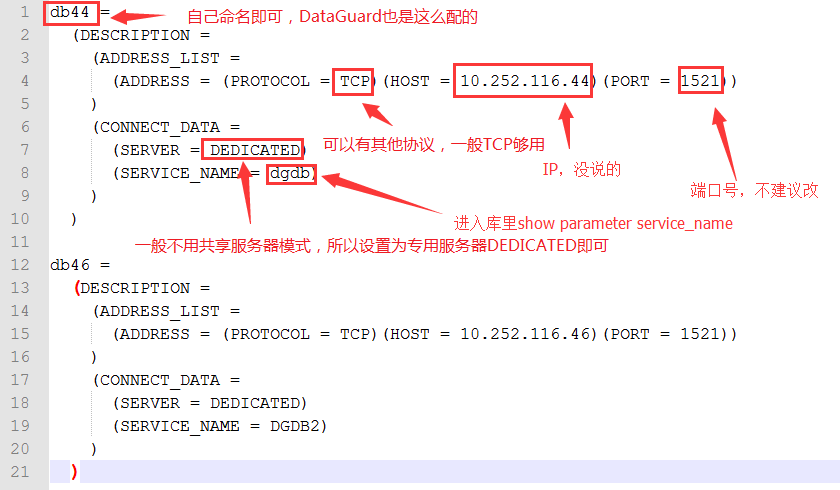 1 db44 = 自己命名即可，DataGuard也是这么配的
2 (DESCRIPTION =
3 (ADDRESS_LIST =
4 (ADDRESS = (PROTOCOL = TCP)(HOST = 10.252.116.44)(PORT = 1521))
5 )
6 (CONNECT_DATA =
可以有其他协议，一般TCP够用
7 (SERVER = DEDICATED)
IP，没说的
8 (SERVICE_NAME = dgdb)
端口号，不建议改
9 )
10 )
进入库里show parameter service_name
11
一般不用共享服务器模式，所以设置为专用服务器DEDICATED即可
12 db46 =
13 (DESCRIPTION =
14 (ADDRESS_LIST =
15 (ADDRESS = (PROTOCOL = TCP)(HOST = 10.252.116.46)(PORT = 1521))
16 )
17 (CONNECT_DATA =
18 (SERVER = DEDICATED)
19 (SERVICE_NAME = DGDB2)
20 )
21 )